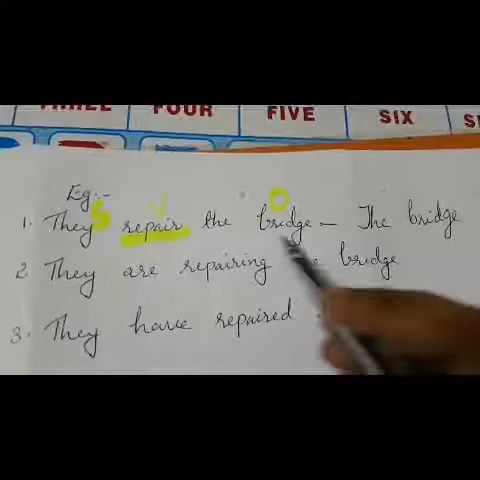 THREE FOUR FIVE SIX
Eg:-
S V O
1. They repair the bridge - The bridge
2. They are repairing bridge
3. They have repaired